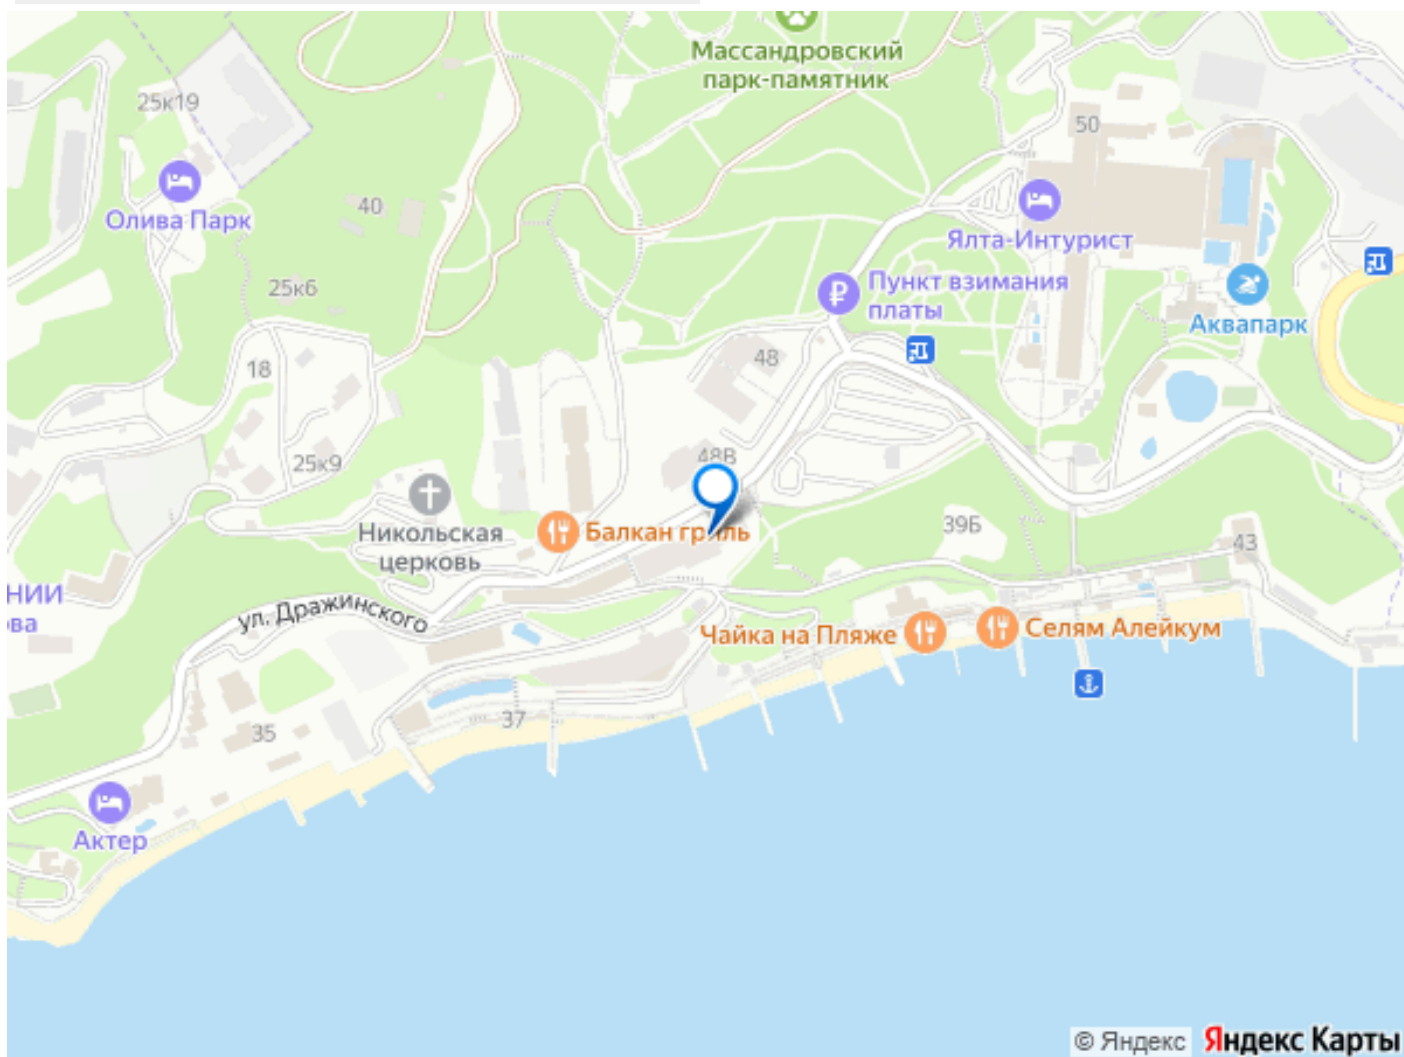 Массандровский
парк-памятник
25к19
50
Олива Парк
40
Ялта-Интурист
25к6
Пункт взимания
платы
Аквапарк
18
48
25к9
48В
Никольская
церковь
Балкан гриль
39Б
43
НИИ
ова
ул. Дражинского
Чайка на Пляже
Селям Алейкум
37
35
Актер
© Яндекс Яндекс Карты